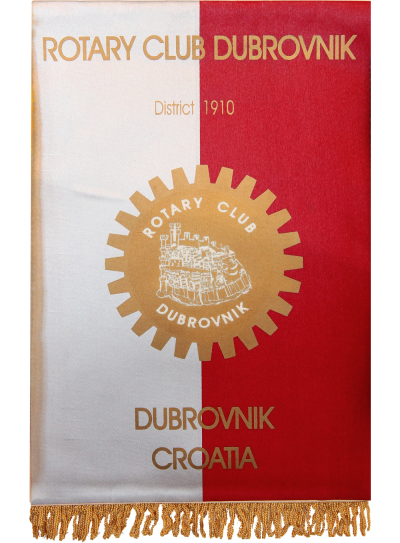 ROTARY CLUB DUBROVNIK
District 1910
ROTARY CLUB
DUBROVNIK
DUBROVNIK
CROATIA